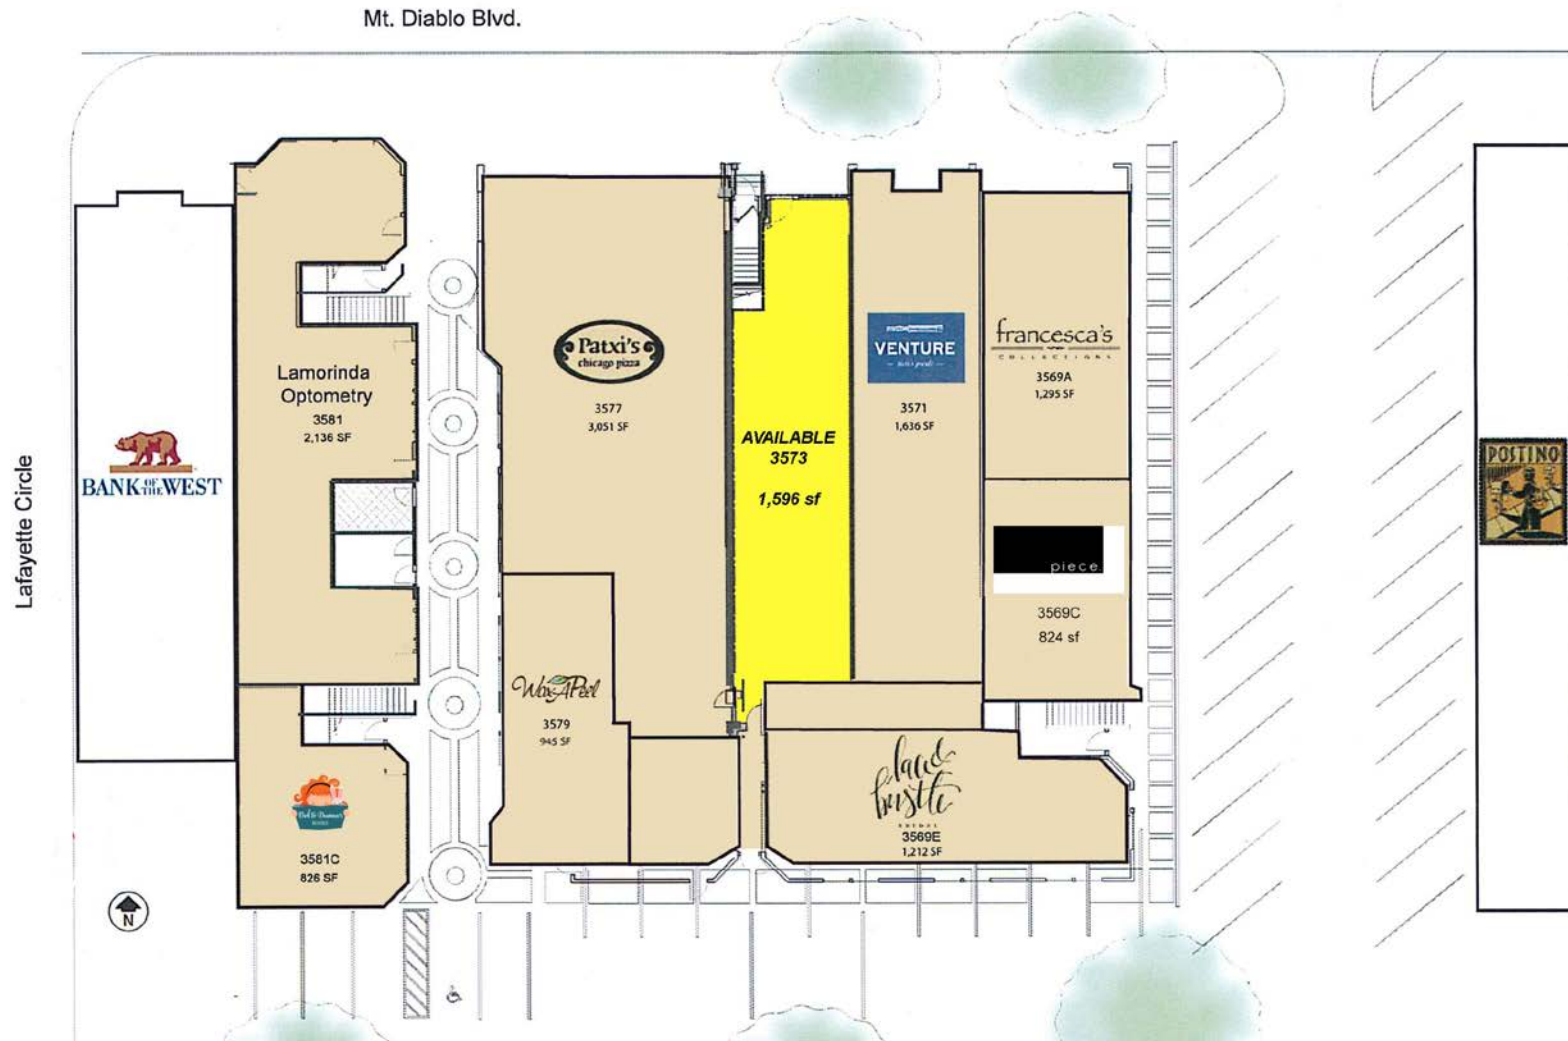 Mt. Diablo Blvd.
Lafayette Circle
BANK OF THE WEST
Lamorinda
Optometry
3581
2,136 SF
Patxi's
chicago pizza
3577
3,051 SF
AVAILABLE
3573
1,596 sf
VENTURE
3571
1,636 SF
francesca's
COLLECTIONS
3569A
1,295 SF
piece
3569C
824 sf
POSTINO
WaxAPeel
3579
945 SF
lace &
bustle
BRIDAL
3569E
1,212 SF
3581C
826 SF
N